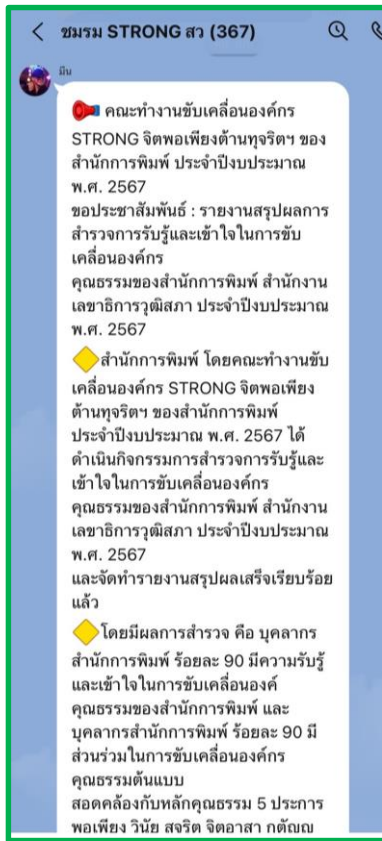 ชมรม STRONG สว (367)
มีน
คณะทำงานขับเคลื่อนองค์กร
STRONG จิตพอเพียงต้านทุจริตฯ ของ
สำนักการพิมพ์ ประจำปีงบประมาณ
พ.ศ. 2567
ขอประชาสัมพันธ์ : รายงานสรุปผลการ
สำรวจการรับรู้และเข้าใจในการขับ
เคลื่อนองค์กร
คุณธรรมของสำนักการพิมพ์ สำนักงาน
เลขาธิการวุฒิสภา ประจำปีงบประมาณ
พ.ศ. 2567
สำนักการพิมพ์ โดยคณะทำงานขับ
เคลื่อนองค์กร STRONG จิตพอเพียง
ต้านทุจริตฯ ของสำนักการพิมพ์
ประจำปีงบประมาณ พ.ศ. 2567 ได้
ดำเนินกิจกรรมการสำรวจการรับรู้และ
เข้าใจในการขับเคลื่อนองค์กร
คุณธรรมของสำนักการพิมพ์ สำนักงาน
เลขาธิการวุฒิสภา ประจำปีงบประมาณ
พ.ศ. 2567
และจัดทำรายงานสรุปผลเสร็จเรียบร้อย
แล้ว
โดยมีผลการสำรวจ คือ บุคลากร
สำนักการพิมพ์ ร้อยละ 90 มีความรับรู้
และเข้าใจในการขับเคลื่อนองค์
คุณธรรมของสำนักการพิมพ์ และ
บุคลากรสำนักการพิมพ์ ร้อยละ 90 มี
ส่วนร่วมในการขับเคลื่อนองค์กร
คุณธรรมต้นแบบ
สอดคล้องกับหลักคุณธรรม 5 ประการ
พอเพียง วินัย สุจริต จิตอาสา กตัญญู